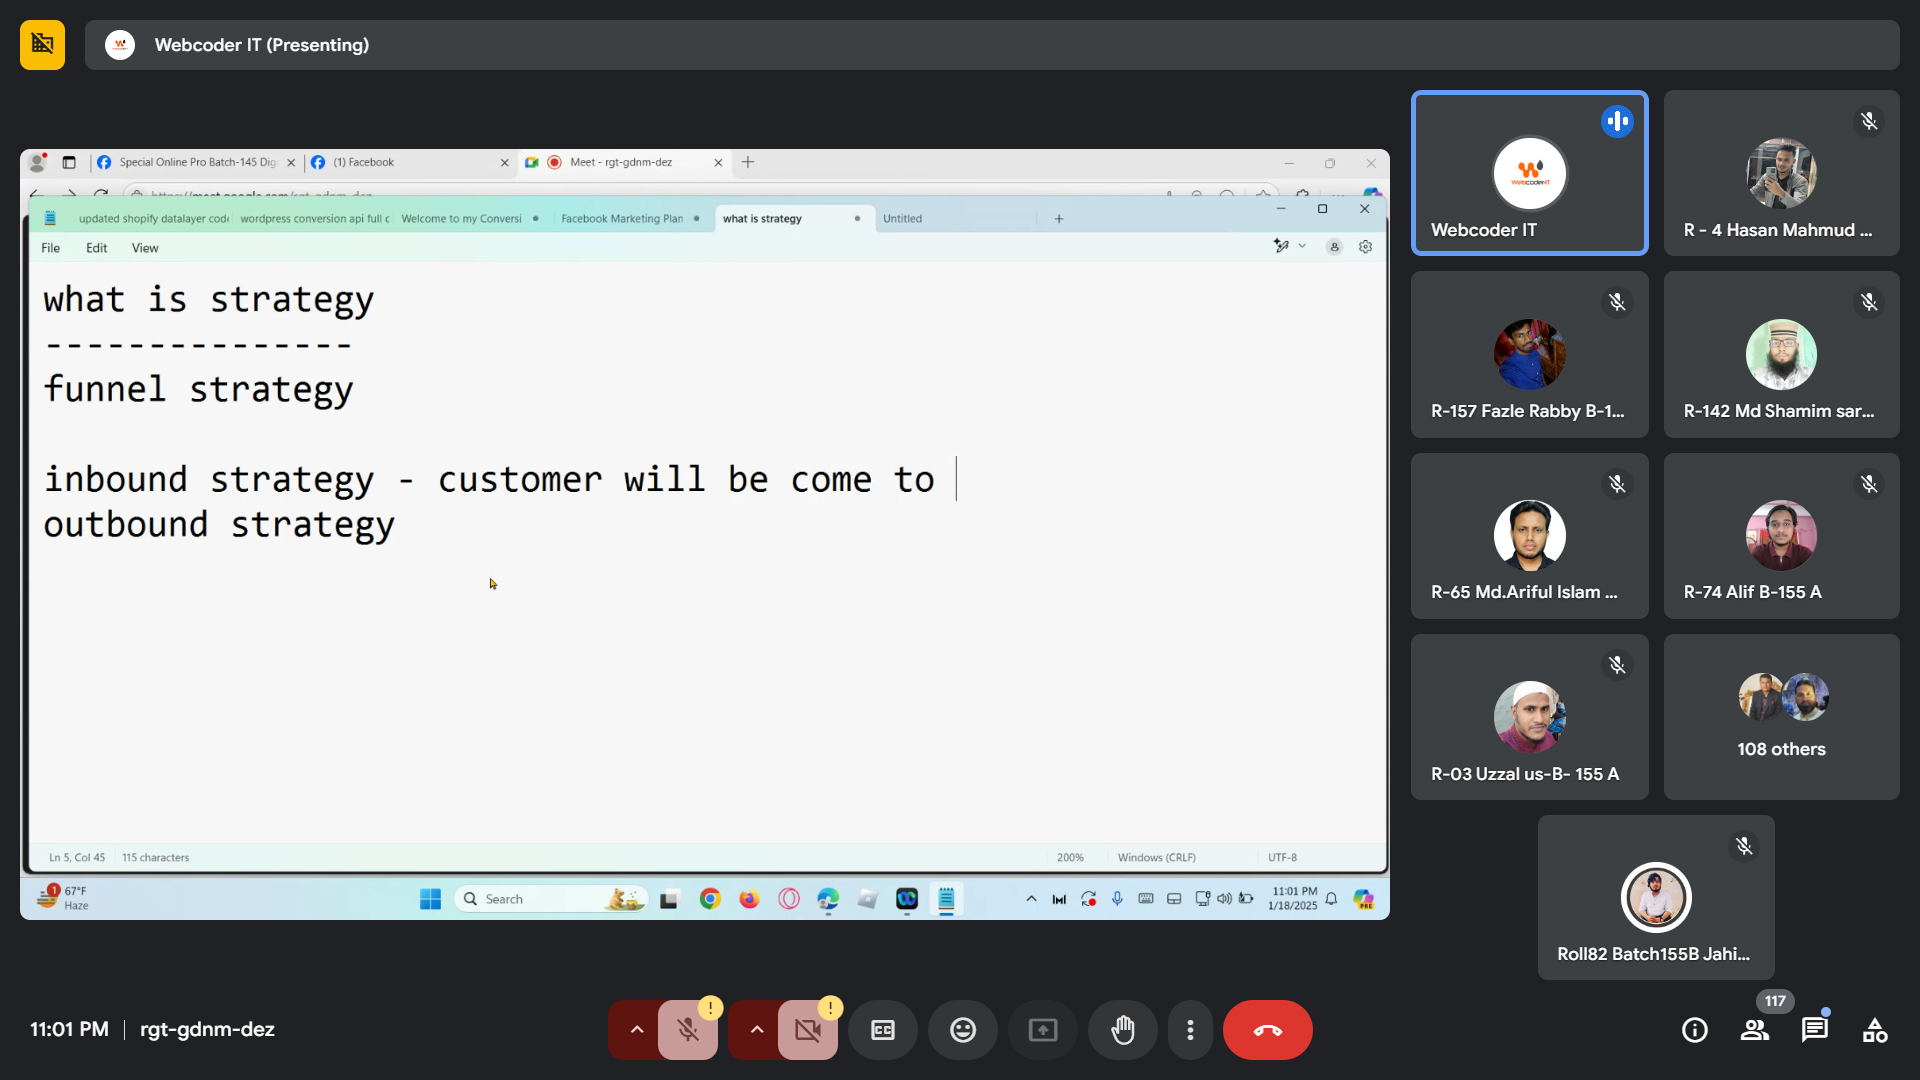 Webcoder IT (Presenting)
Special Online Pro Batch-145 Dig
(1) Facebook
Meet - rgt-gdnm-dez
updated shopify datalayer code
wordpress conversion api full c
Welcome to my Conversi
Facebook Marketing Plan
what is strategy
Untitled
File
Edit
View
what is strategy
---------------
funnel strategy
inbound strategy - customer will be come to
outbound strategy
Ln 5, Col 45
115 characters
200%
Windows (CRLF)
UTF-8
1
67°F
Haze
Search
PRE
11:01 PM
1/18/2025
Webcoder IT
R - 4 Hasan Mahmud ...
R-157 Fazle Rabby B-1...
R-142 Md Shamim sar...
R-65 Md.Ariful Islam ...
R-74 Alif B-155 A
R-03 Uzzal us-B- 155 A
108 others
Roll82 Batch155B Jahi...
11:01 PM
rgt-gdnm-dez
117